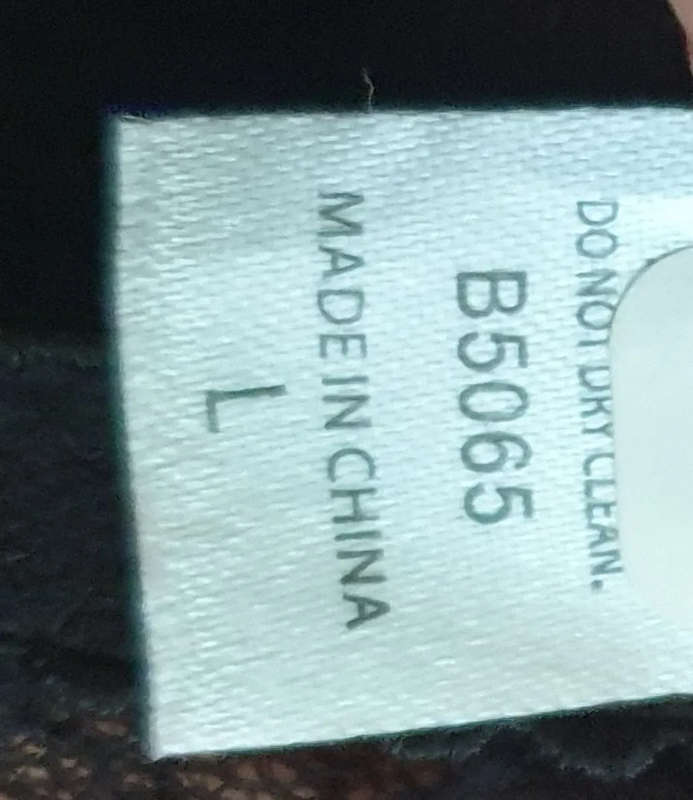 DO NOT DRY CLEAN.
B5065
MADE IN CHINA
L